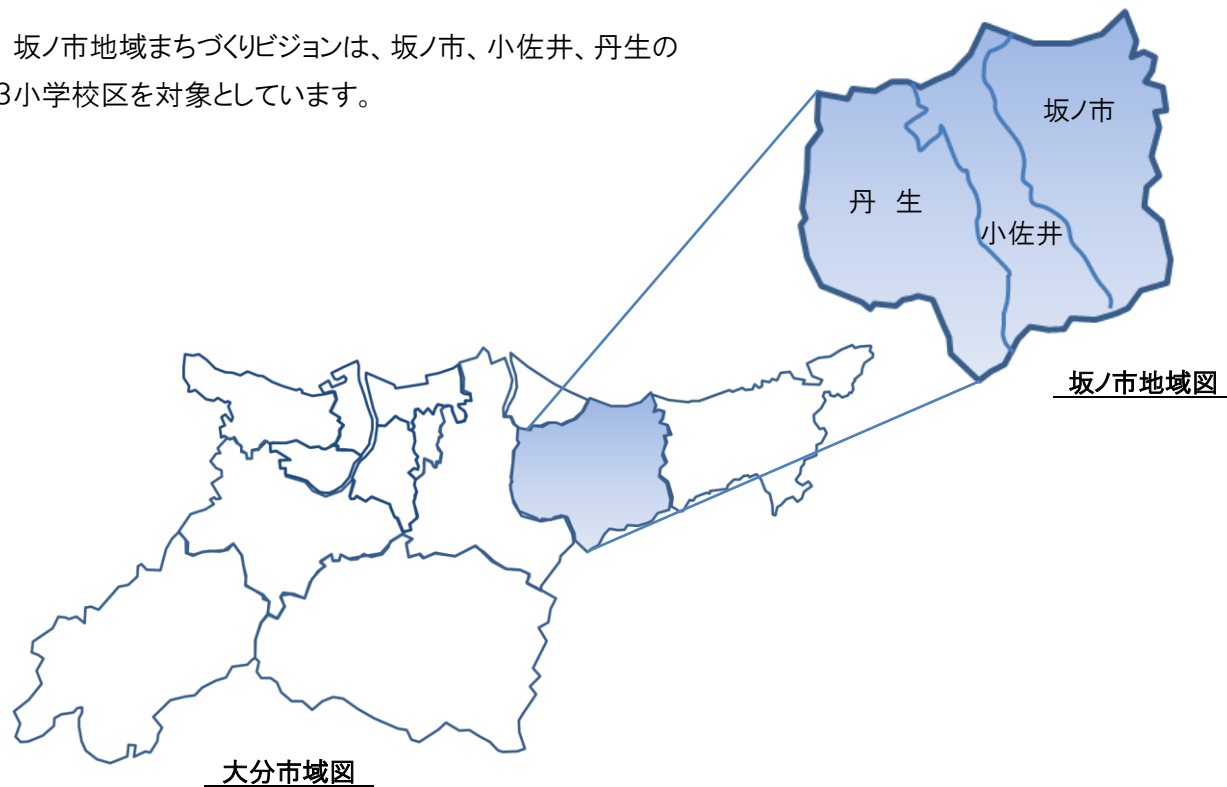 坂ノ市地域まちづくりビジョンは、坂ノ市、小佐井、丹生の
3小学校区を対象としています。
坂ノ市
丹 生
小佐井
坂ノ市地域図
大分市域図